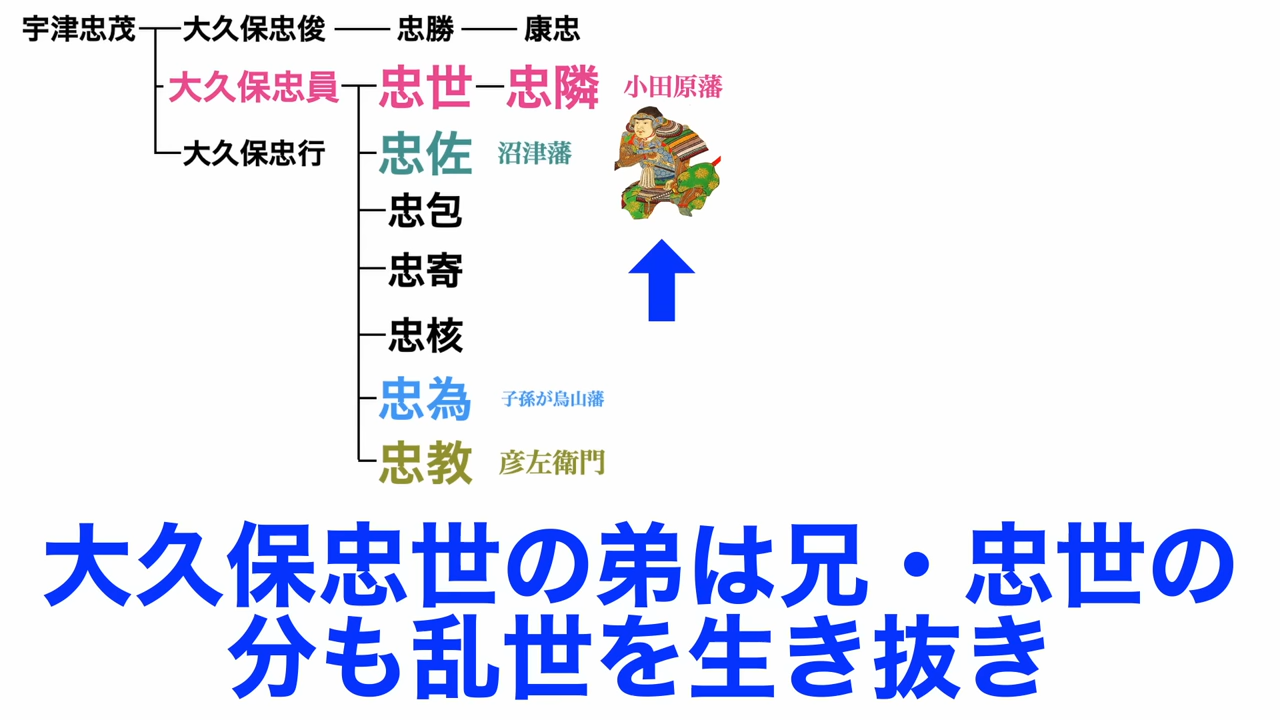 宇津忠茂 大久保忠俊 忠勝 康忠
大久保忠員 忠世 忠隣 小田原藩
大久保忠行 忠佐 沼津藩
忠包
忠寄
忠核
忠為 子孫が烏山藩
忠教 彦左衛門
大久保忠世の弟は兄・忠世の
分も乱世を生き抜き